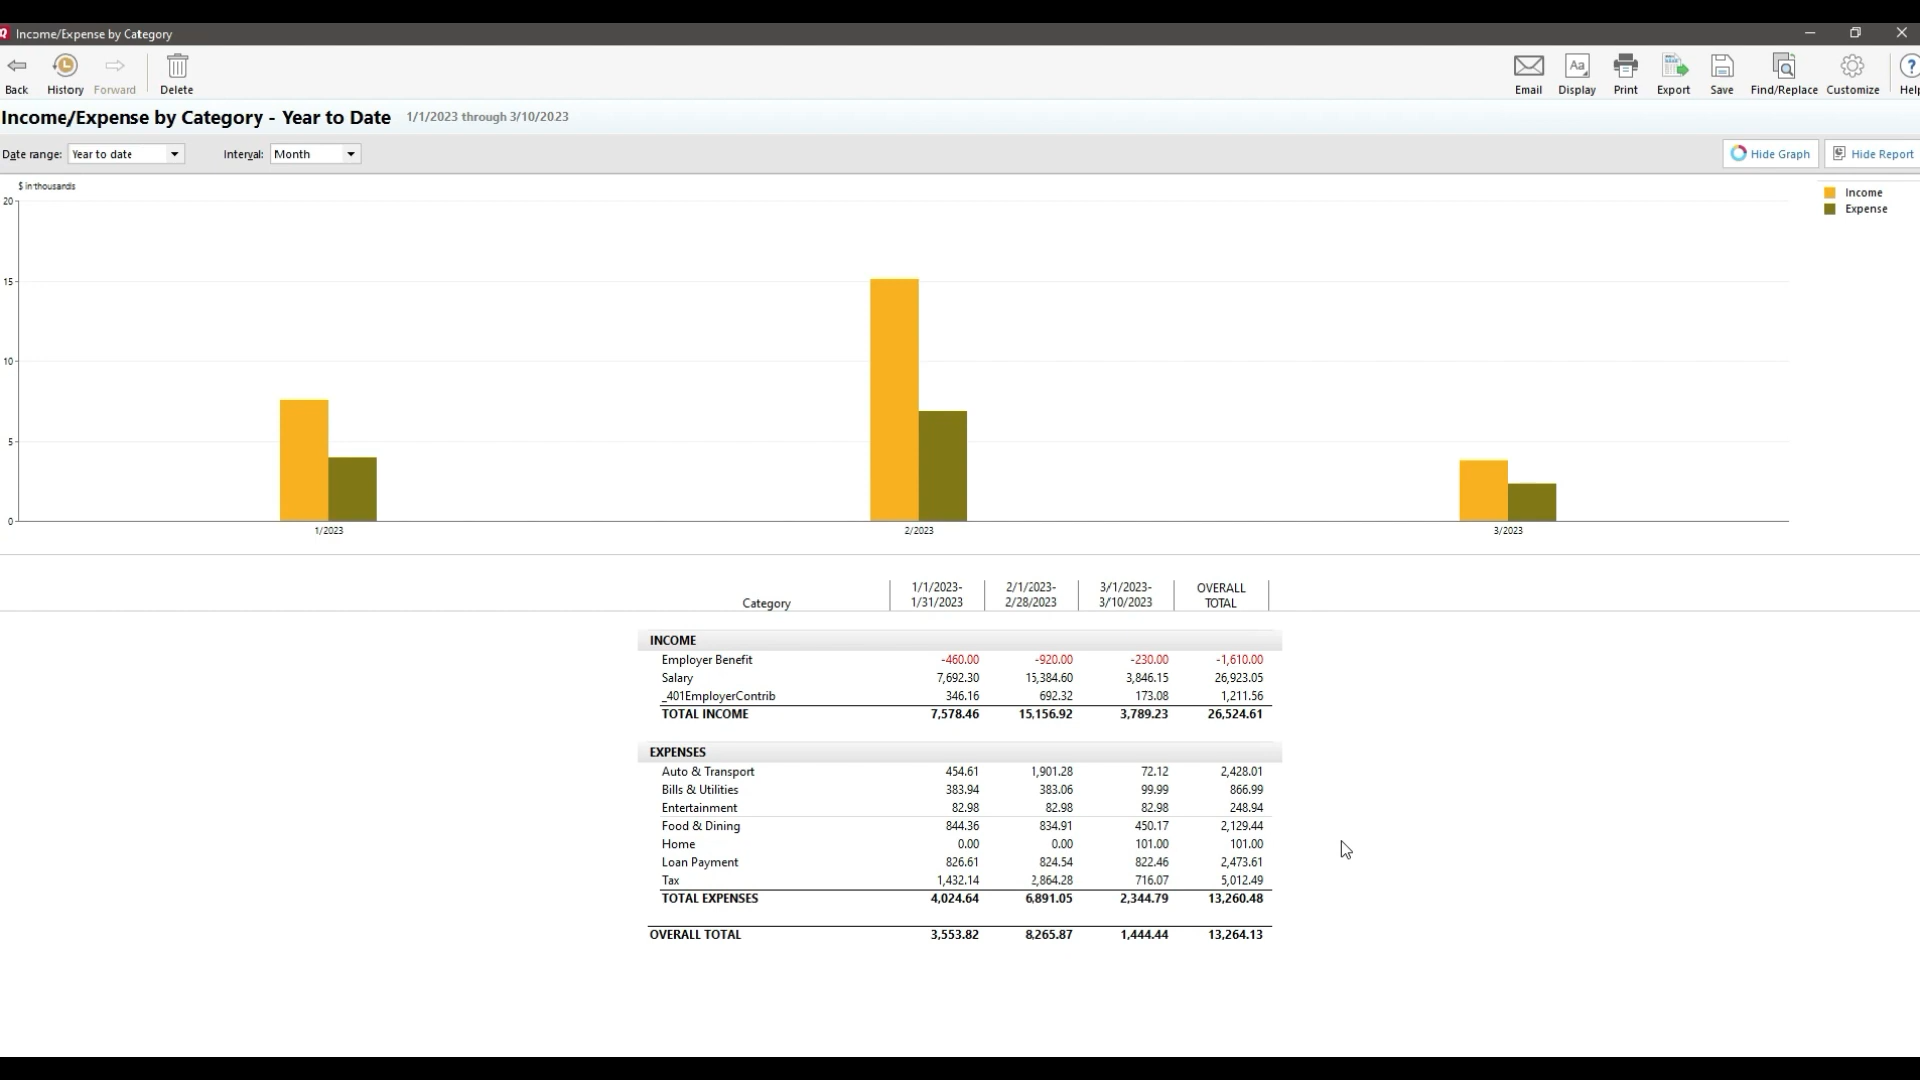 Income/Expense by Category
Back History Forward Delete Email Display Print Export Save Find/Replace Customize Help
Income/Expense by Category - Year to Date 1/1/2023 through 3/10/2023
Date range: Year to date Interval: Month Hide Graph Hide Report
$ in thousands
Income
Expense
20
15
10
5
0
1/2023 2/2023 3/2023
1/1/2023- 2/1/2023- 3/1/2023- OVERALL
Category 1/31/2023 2/28/2023 3/10/2023 TOTAL
INCOME
Employer Benefit -460.00 -920.00 -230.00 -1,610.00
Salary 7,692.30 15,384.60 3,846.15 26,923.05
_401EmployerContrib 346.16 692.32 173.08 1,211.56
TOTAL INCOME 7,578.46 15,156.92 3,789.23 26,524.61
EXPENSES
Auto & Transport 454.61 1,901.28 72.12 2,428.01
Bills & Utilities 383.94 383.06 99.99 866.99
Entertainment 82.98 82.98 82.98 248.94
Food & Dining 844.36 834.91 450.17 2,129.44
Home 0.00 0.00 101.00 101.00
Loan Payment 826.61 824.54 822.46 2,473.61
Tax 1,432.14 2,864.28 716.07 5,012.49
TOTAL EXPENSES 4,024.64 6,891.05 2,344.79 13,260.48
OVERALL TOTAL 3,553.82 8,265.87 1,444.44 13,264.13